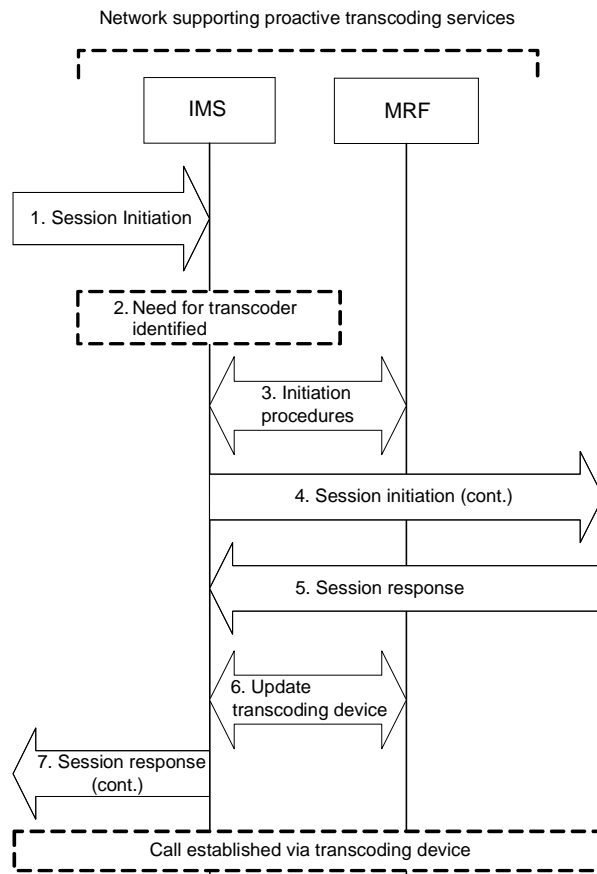 Network supporting proactive transcoding services
IMS
MRF
1. Session Initiation
2. Need for transcoder
identified
3. Initiation
procedures
4. Session initiation (cont.)
5. Session response
6. Update
transcoding device
7. Session response
(cont.)
Call established via transcoding device